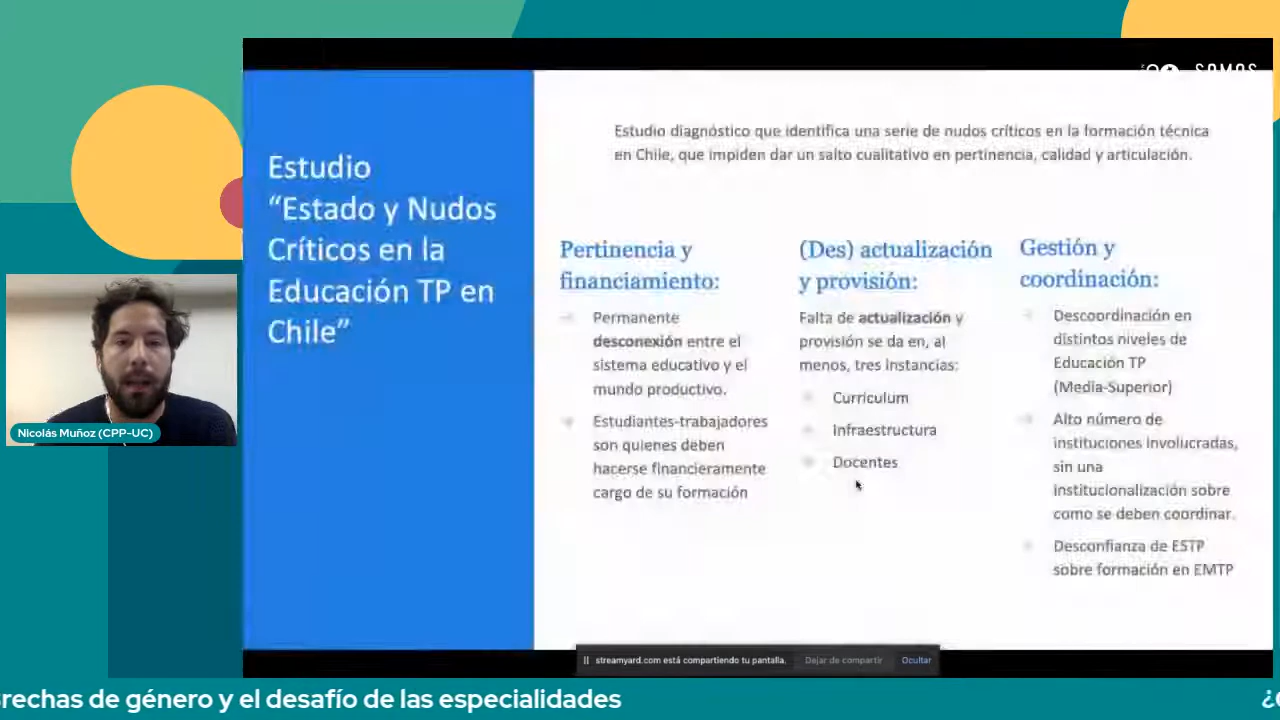 SOMOS
Estudio
“Estado y Nudos
Críticos en la
Educación TP en
Chile”
Estudio diagnóstico que identifica una serie de nudos críticos en la formación técnica
en Chile, que impiden dar un salto cualitativo en pertinencia, calidad y articulación.
Pertinencia y
financiamiento:
Permanente
desconexión entre el
sistema educativo y el
mundo productivo.
Estudiantes-trabajadores
son quienes deben
hacerse financieramente
cargo de su formación
(Des) actualización
y provisión:
Falta de actualización y
provisión se da en, al
menos, tres instancias:
Curriculum
Infraestructura
Docentes
Gestión y
coordinación:
Descoordinación en
distintos niveles de
Educación TP
(Media-Superior)
Alto número de
instituciones involucradas,
sin una
institucionalización sobre
como se deben coordinar.
Desconfianza de ESTP
sobre formación en EMTP
Nicolás Muñoz (CPP-UC)
streamyard.com está compartiendo tu pantalla. Dejar de compartir Ocultar
rechas de género y el desafío de las especialidades